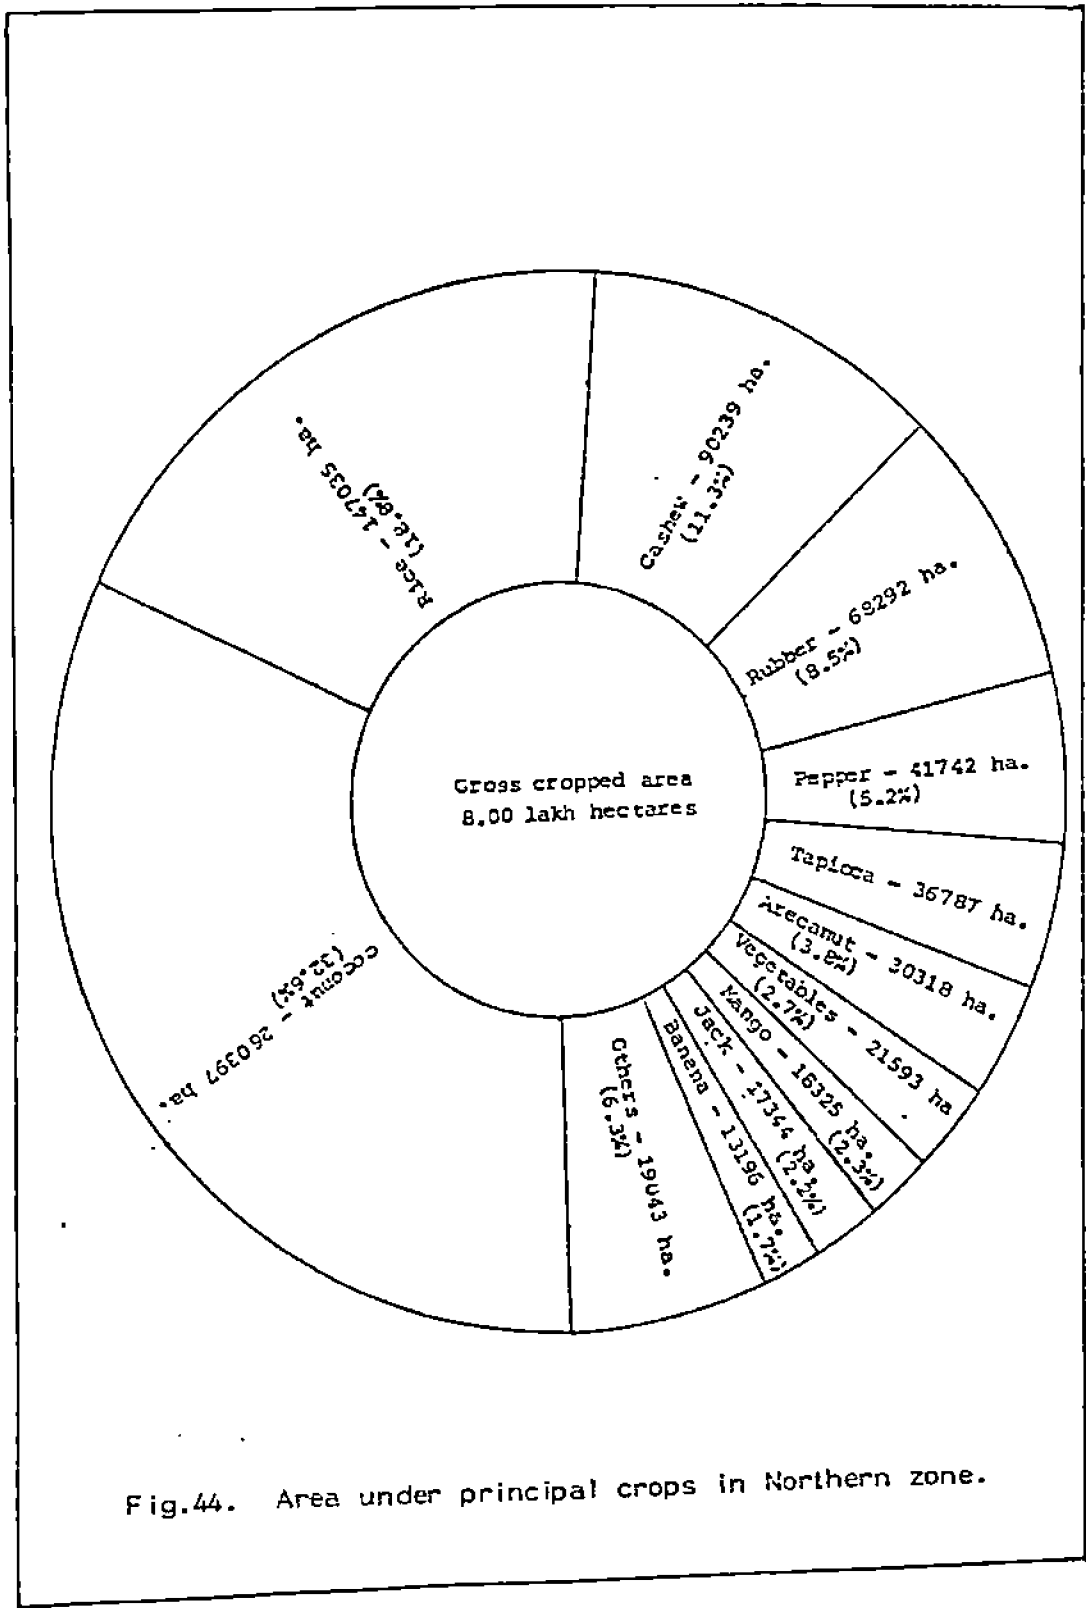 Rice - 147035 ha.
(18.8%)
Cashew - 90239 ha.
(11.3%)
Rubber - 68292 ha.
(8.5%)
Pepper - 41742 ha.
(5.2%)
Tapioca - 36787 ha.
Arecanut - 30318 ha.
(3.8%)
Vegetables - 21593 ha
(2.7%)
Mango - 18325 ha.
(2.3%)
Jack - 17344 ha.
(2.2%)
Banana - 13196 ha.
(1.7%)
Others - 19043 ha.
(6.3%)
Coconut - 260397 ha.
(32.6%)
Gross cropped area
8.00 lakh hectares
Fig.44. Area under principal crops in Northern zone.